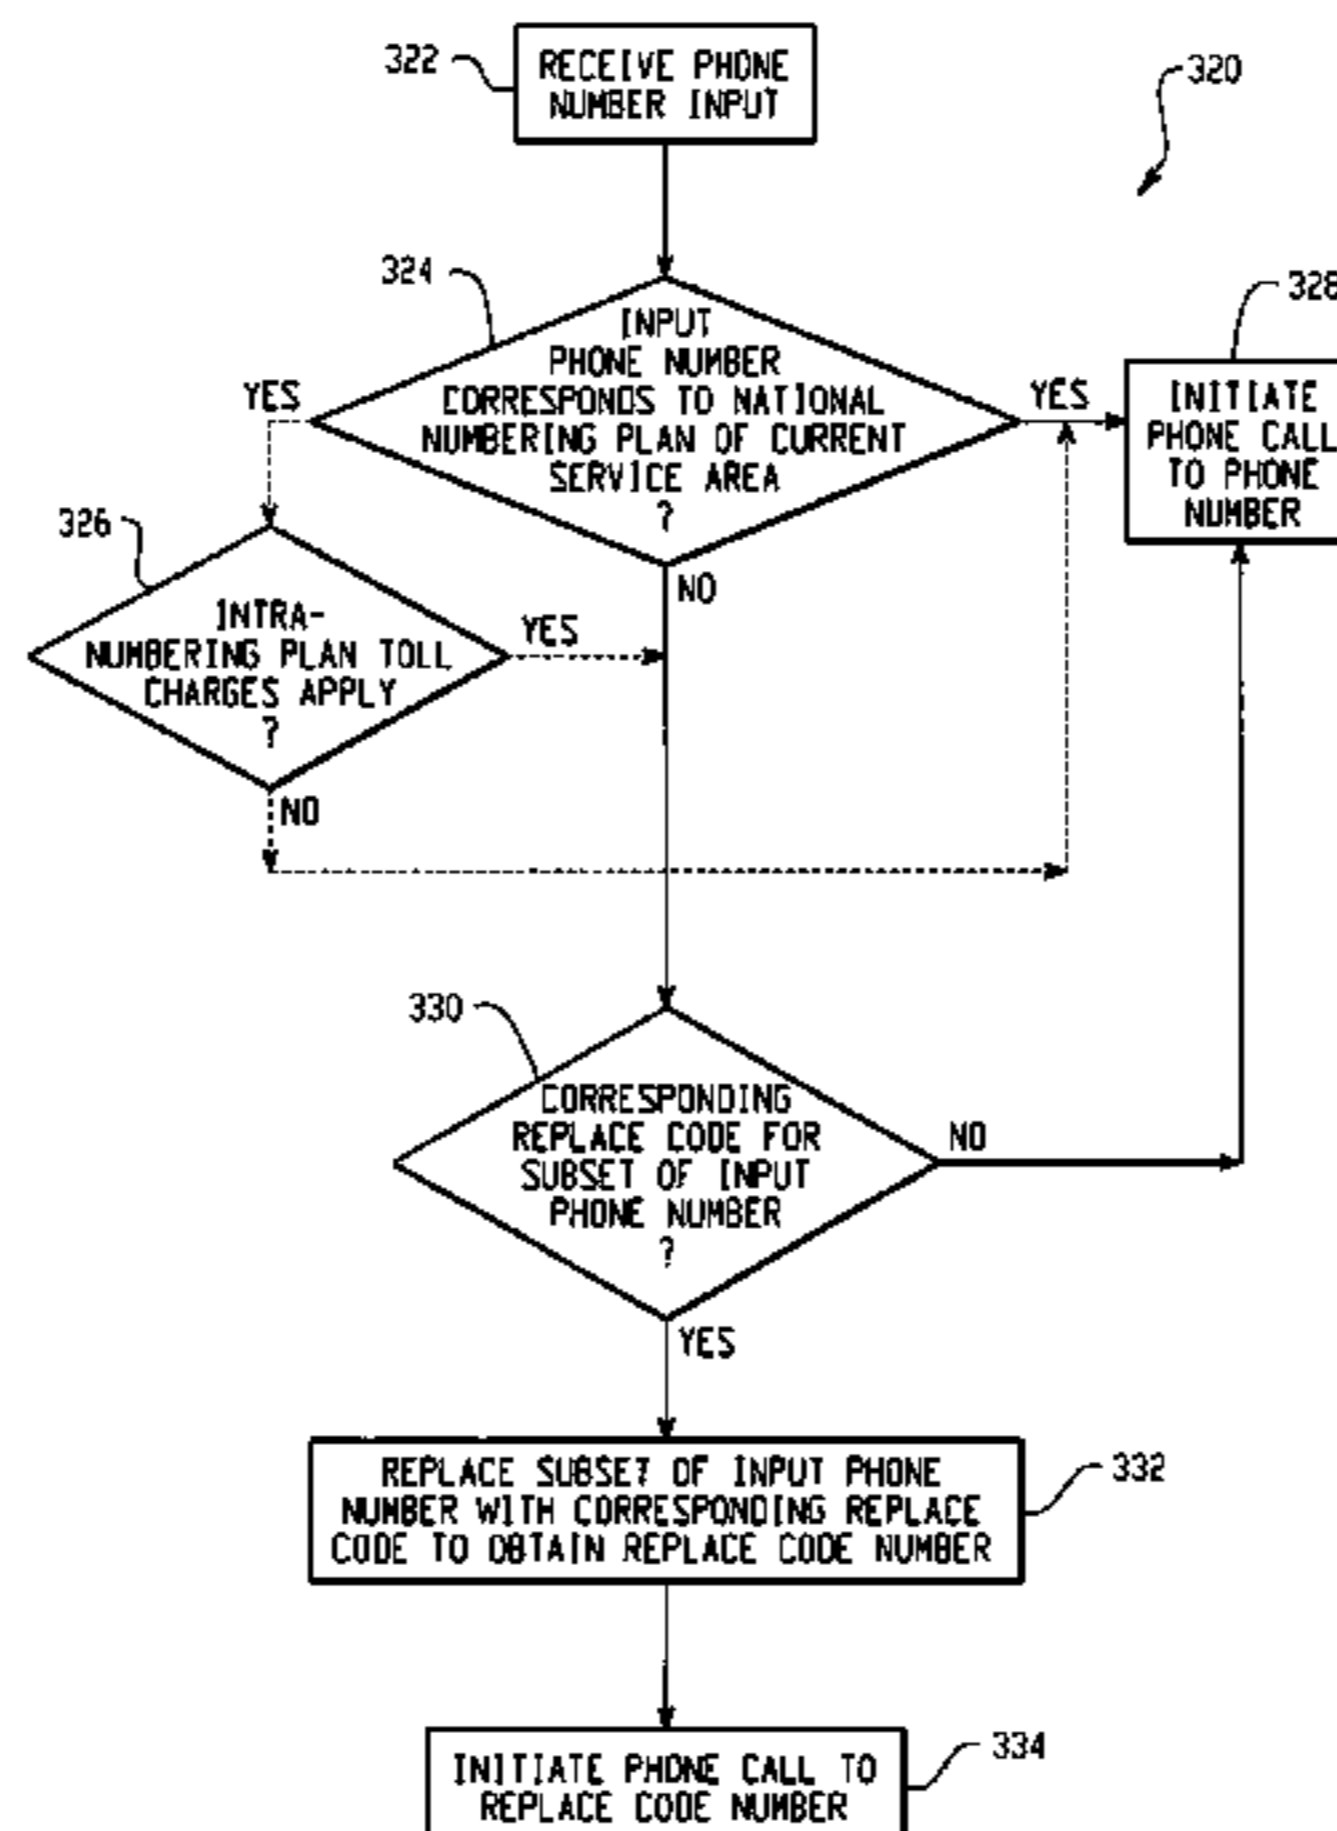 322
RECEIVE PHONE
NUMBER INPUT
320
324
INPUT
PHONE NUMBER
CORRESPONDS TO NATIONAL
NUMBERING PLAN OF CURRENT
SERVICE AREA
?
YES
YES
328
INITIATE
PHONE CALL
TO PHONE
NUMBER
326
INTRA-
NUMBERING PLAN TOLL
CHARGES APPLY
?
YES
NO
NO
330
CORRESPONDING
REPLACE CODE FOR
SUBSET OF INPUT
PHONE NUMBER
?
NO
YES
REPLACE SUBSET OF INPUT PHONE
NUMBER WITH CORRESPONDING REPLACE
CODE TO OBTAIN REPLACE CODE NUMBER
332
INITIATE PHONE CALL TO
REPLACE CODE NUMBER
334